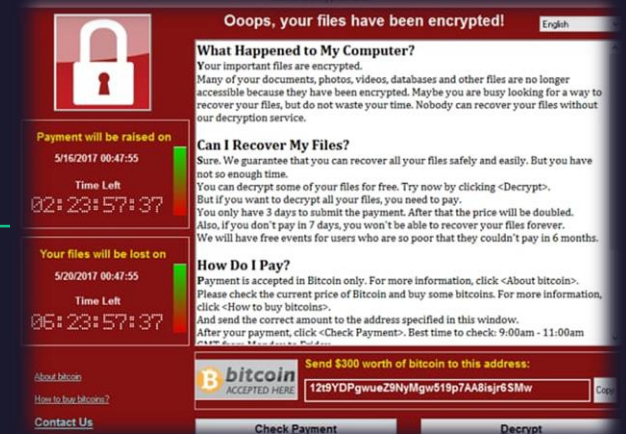 Ooops, your files have been encrypted!
English
What Happened to My Computer?
Your important files are encrypted.
Many of your documents, photos, videos, databases and other files are no longer
accessible because they have been encrypted. Maybe you are busy looking for a way to
recover your files, but do not waste your time. Nobody can recover your files without
our decryption service.
Can I Recover My Files?
Sure. We guarantee that you can recover all your files safely and easily. But you have
not so enough time.
You can decrypt some of your files for free. Try now by clicking <Decrypt>.
But if you want to decrypt all your files, you need to pay.
You only have 3 days to submit the payment. After that the price will be doubled.
Also, if you don't pay in 7 days, you won't be able to recover your files forever.
We will have free events for users who are so poor that they couldn't pay in 6 months.
How Do I Pay?
Payment is accepted in Bitcoin only. For more information, click <About bitcoin>.
Please check the current price of Bitcoin and buy some bitcoins. For more information,
click <How to buy bitcoins>.
And send the correct amount to the address specified in this window.
After your payment, click <Check Payment>. Best time to check: 9:00am - 11:00am
GMT from Monday to Friday.
Payment will be raised on
5/16/2017 00:47:55
Time Left
02:23:57:37
Your files will be lost on
5/20/2017 00:47:55
Time Left
06:23:57:37
About bitcoin
How to buy bitcoins?
Contact Us
bitcoin
ACCEPTED HERE
Send $300 worth of bitcoin to this address:
12t9YDPgwueZ9NyMgw519p7AA8isjr6SMw
Copy
Check Payment
Decrypt